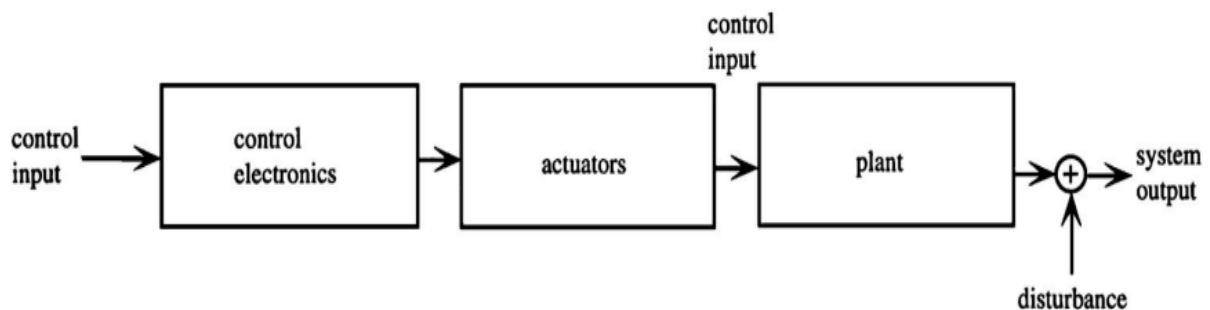 control
input
control
input
control
electronics
actuators
plant
system
output
disturbance